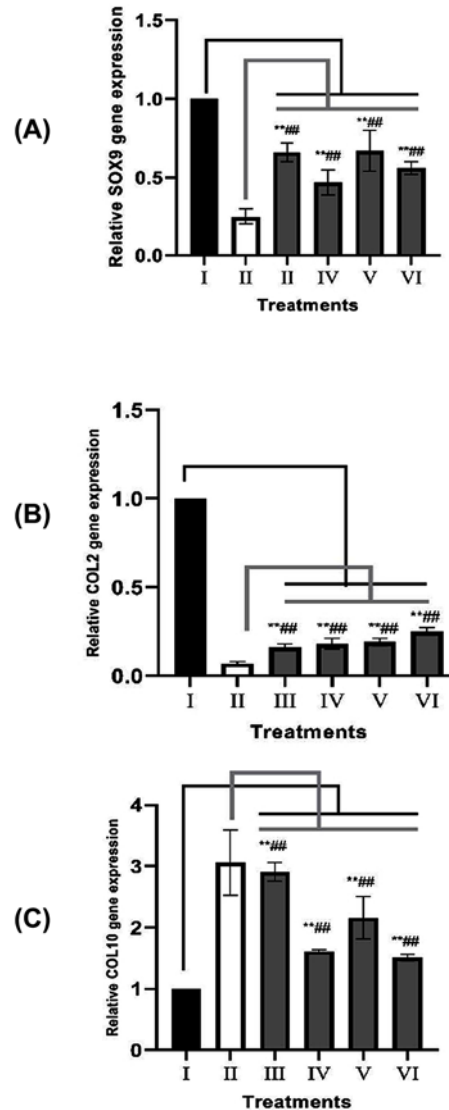 (A)
Relative SOX9 gene expression
1.5
1.0
0.5
0.0
**## **## **## **##
I II II IV V VI
Treatments
(B)
Relative COL2 gene expression
1.5
1.0
0.5
0.0
**## **## **## **##
I II III IV V VI
Treatments
(C)
Relative COL10 gene expression
4
3
2
1
0
**## **## **## **##
I II III IV V VI
Treatments